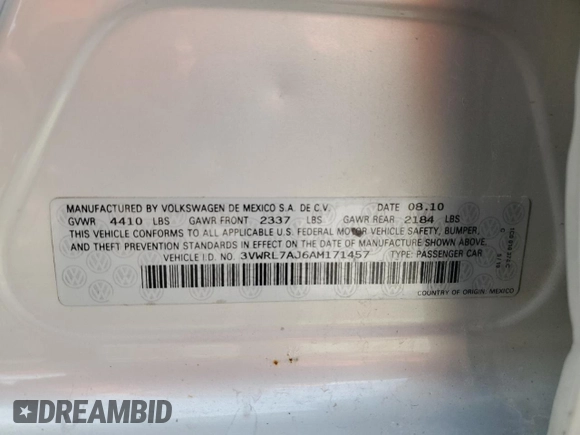 MANUFACTURED BY VOLKSWAGEN DE MEXICO S.A. DE C.V. DATE 08.10
GVWR 4410 LBS GAWR FRONT 2337 LBS GAWR REAR 2184 LBS
THIS VEHICLE CONFORMS TO ALL APPLICABLE U.S. FEDERAL MOTOR VEHICLE SAFETY, BUMPER,
AND THEFT PREVENTION STANDARDS IN EFFECT ON THE DATE OF MANUFACTURE SHOWN ABOVE.
VEHICLE I.D. NO. 3VWRL7AJ6AM171457 TYPE: PASSENGER CAR
COUNTRY OF ORIGIN MEXICO
DREAMBID